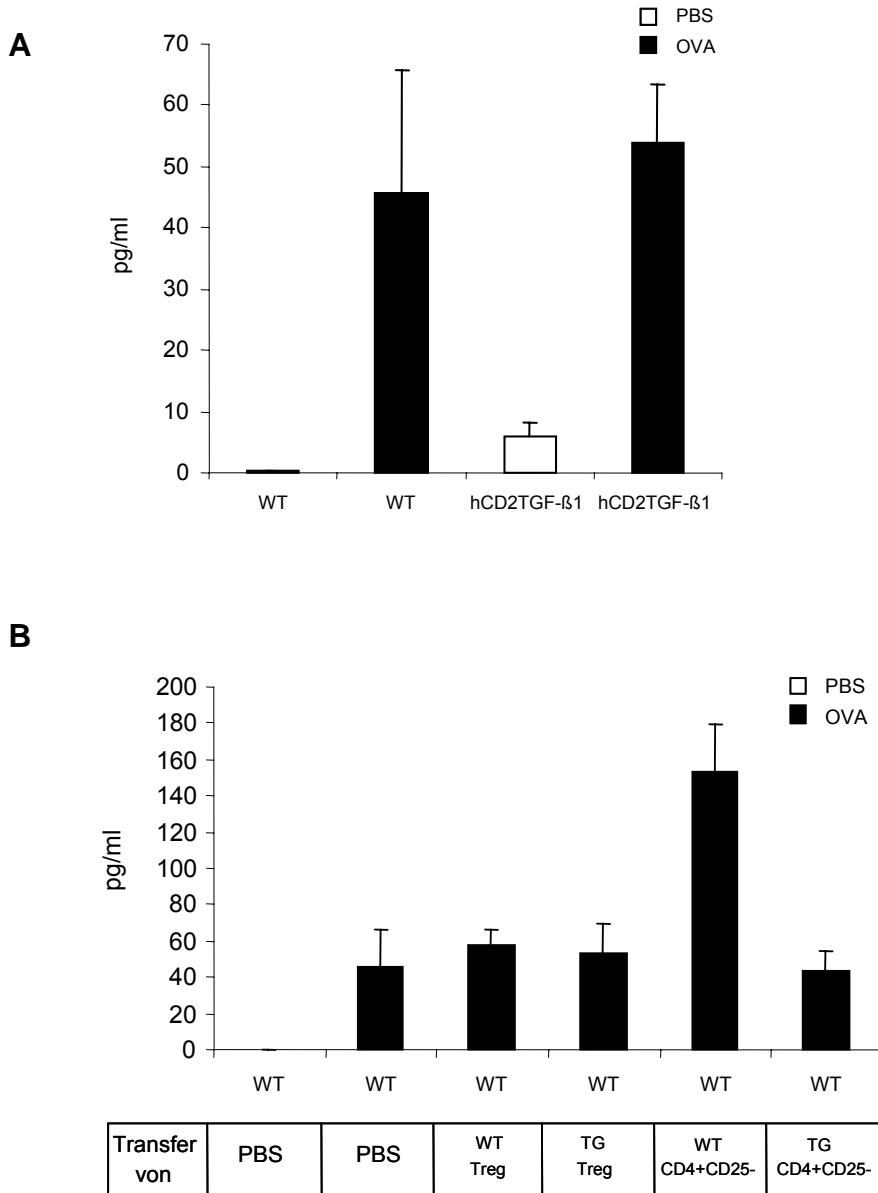 PBS
OVA
A
70
60
50
40
30
20
10
0
pg/ml
WT WT hCD2TGF-ß1 hCD2TGF-ß1
B
PBS
OVA
200
180
160
140
120
100
80
60
40
20
0
pg/ml
WT WT WT WT WT WT
Transfer von PBS PBS WT Treg TG Treg WT CD4+CD25- TG CD4+CD25-